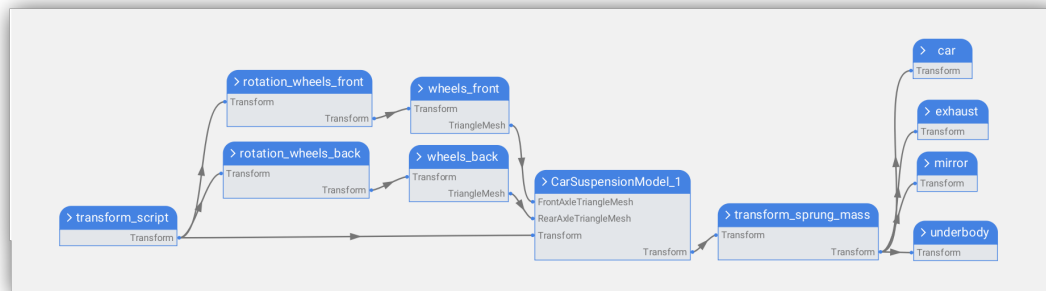 transform_script
Transform
rotation_wheels_front
Transform
Transform
rotation_wheels_back
Transform
Transform
wheels_front
Transform
TriangleMesh
wheels_back
Transform
TriangleMesh
CarSuspensionModel_1
FrontAxleTriangleMesh
RearAxleTriangleMesh
Transform
Transform
transform_sprung_mass
Transform
Transform
car
Transform
exhaust
Transform
mirror
Transform
underbody
Transform